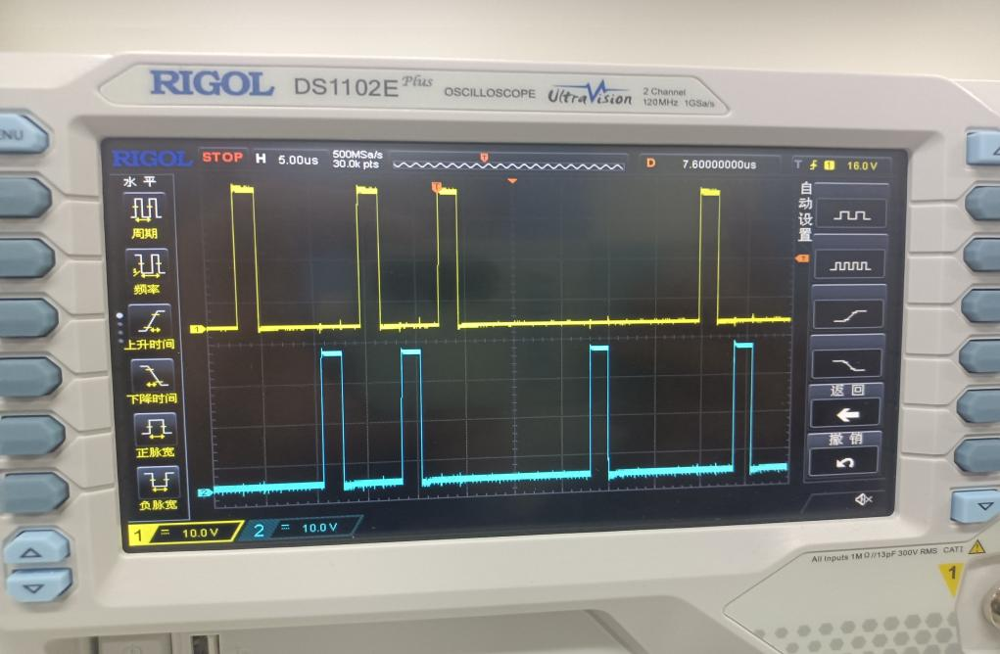 RIGOL DS1102E Plus OSCILLOSCOPE UltraVision 2 Channel 120MHz 1GSa/s
RIGOL STOP H 5.00us 500MSa/s 30.0k pts D 7.60000000us T 1 16.0V
水平
周期
频率
上升时间
下降时间
正脉宽
负脉宽
自动设置
返回
撤销
1
2
1 10.0V 2 10.0V
All Inputs 1MΩ//13pF 300V RMS CATI
1